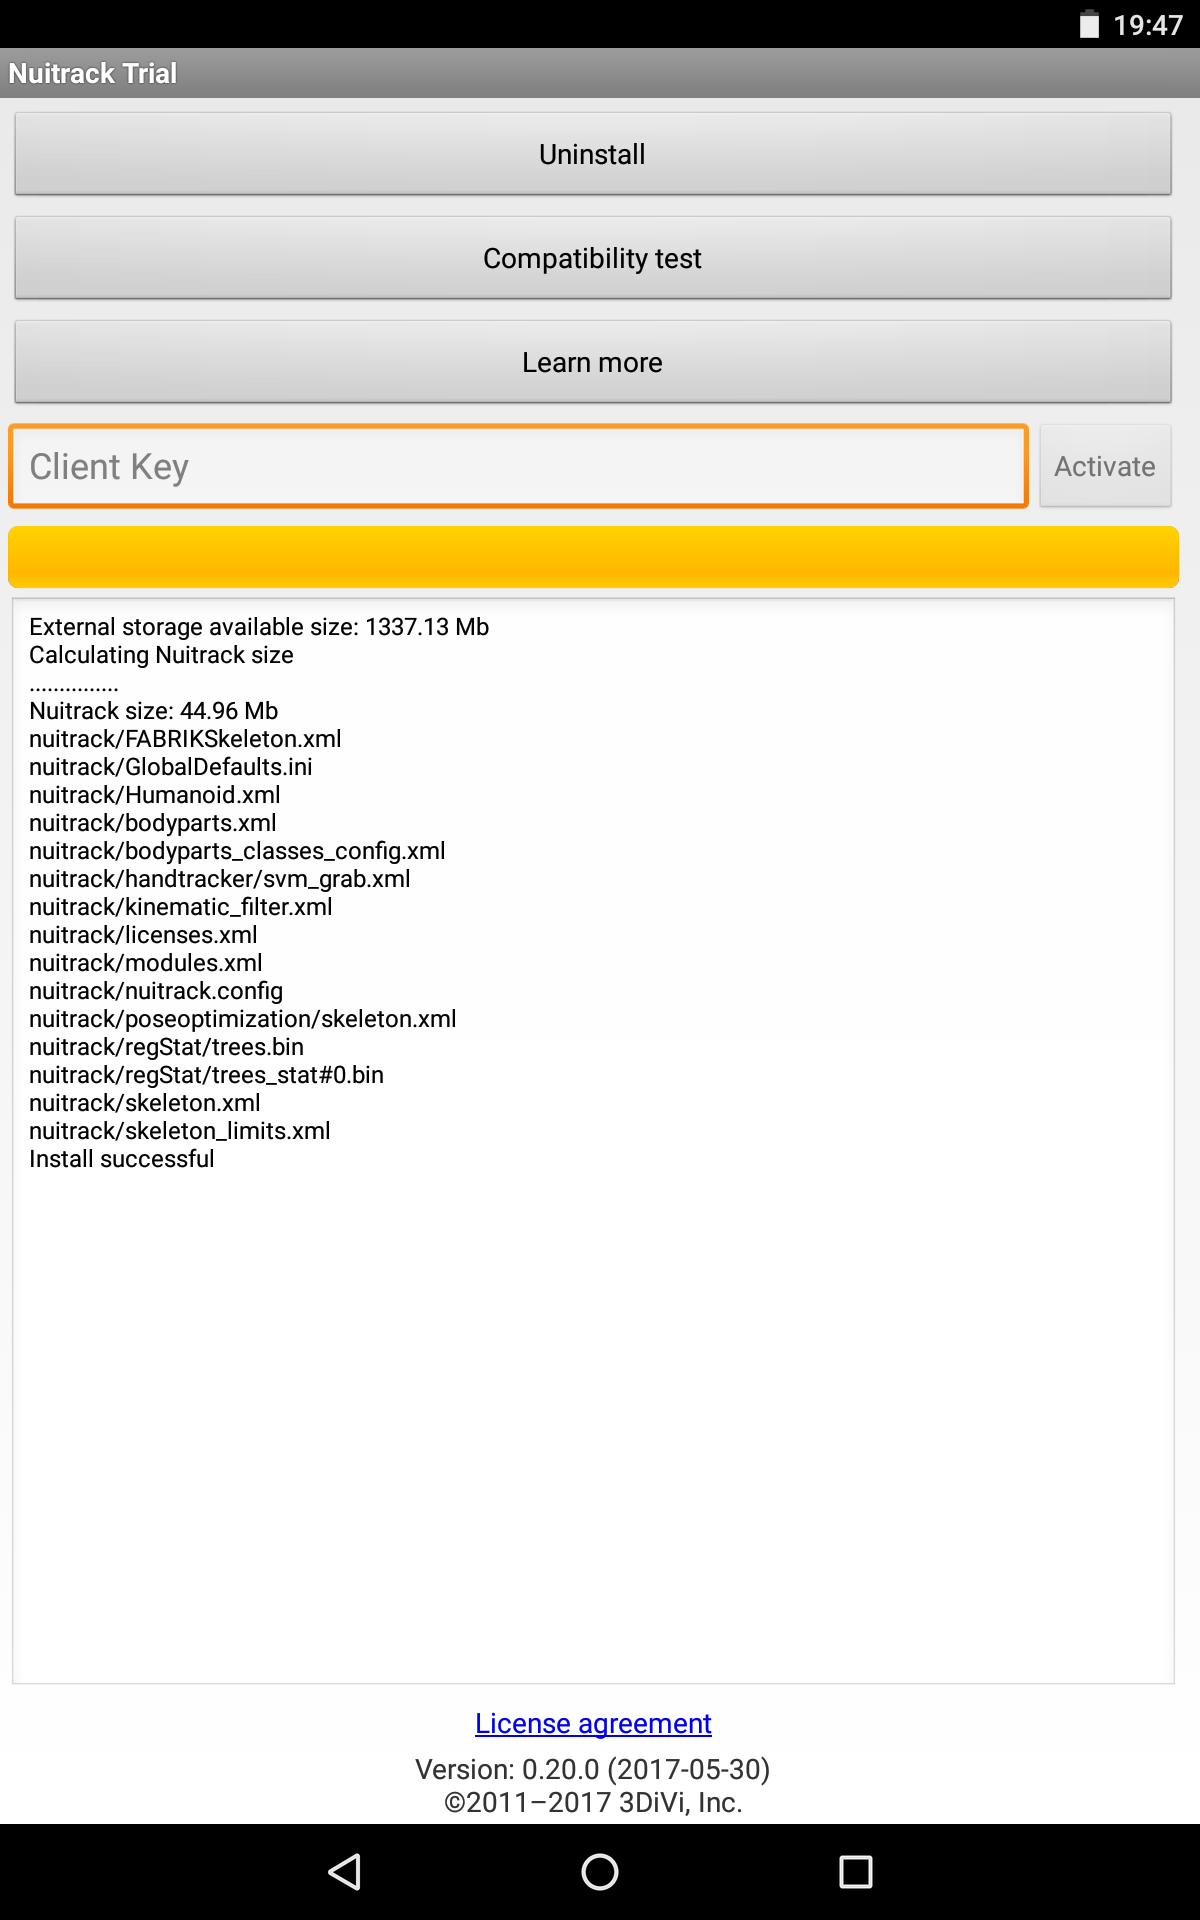 19:47
Nuitrack Trial
Uninstall
Compatibility test
Learn more
Client Key
Activate
External storage available size: 1337.13 Mb
Calculating Nuitrack size
...............
Nuitrack size: 44.96 Mb
nuitrack/FABRIKSkeleton.xml
nuitrack/GlobalDefaults.ini
nuitrack/Humanoid.xml
nuitrack/bodyparts.xml
nuitrack/bodyparts_classes_config.xml
nuitrack/handtracker/svm_grab.xml
nuitrack/kinematic_filter.xml
nuitrack/licenses.xml
nuitrack/modules.xml
nuitrack/nuitrack.config
nuitrack/poseoptimization/skeleton.xml
nuitrack/regStat/trees.bin
nuitrack/regStat/trees_stat#0.bin
nuitrack/skeleton.xml
nuitrack/skeleton_limits.xml
Install successful
License agreement
Version: 0.20.0 (2017-05-30)
©2011–2017 3DiVi, Inc.